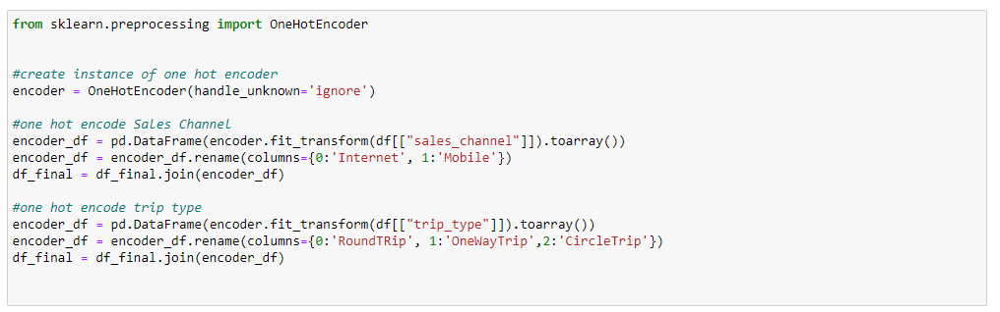 from sklearn.preprocessing import OneHotEncoder
#create instance of one hot encoder
encoder = OneHotEncoder(handle_unknown='ignore')
#one hot encode Sales Channel
encoder_df = pd.DataFrame(encoder.fit_transform(df[["sales_channel"]]).toarray())
encoder_df = encoder_df.rename(columns={0:'Internet', 1:'Mobile'})
df_final = df_final.join(encoder_df)
#one hot encode trip type
encoder_df = pd.DataFrame(encoder.fit_transform(df[["trip_type"]]).toarray())
encoder_df = encoder_df.rename(columns={0:'RoundTRip', 1:'OneWayTrip',2:'CircleTrip'})
df_final = df_final.join(encoder_df)